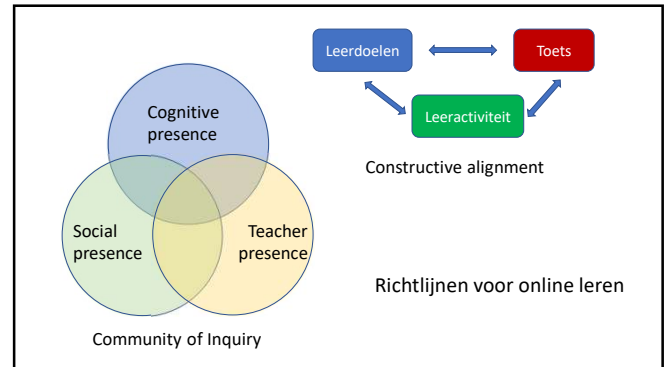 Leerdoelen
Toets
Leeractiviteit
Constructive alignment
Cognitive
presence
Social
presence
Teacher
presence
Community of Inquiry
Richtlijnen voor online leren